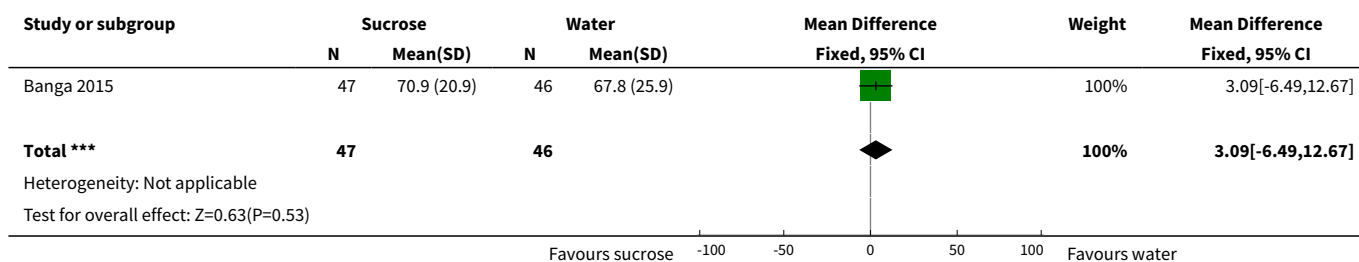 Study or subgroup Sucrose Water Mean Difference Weight Mean Difference
N Mean(SD) N Mean(SD) Fixed, 95% CI Fixed, 95% CI
Banga 2015 47 70.9 (20.9) 46 67.8 (25.9) 100% 3.09[-6.49,12.67]
Total *** 47 46 100% 3.09[-6.49,12.67]
Heterogeneity: Not applicable
Test for overall effect: Z=0.63(P=0.53)
Favours sucrose -100 -50 0 50 100 Favours water